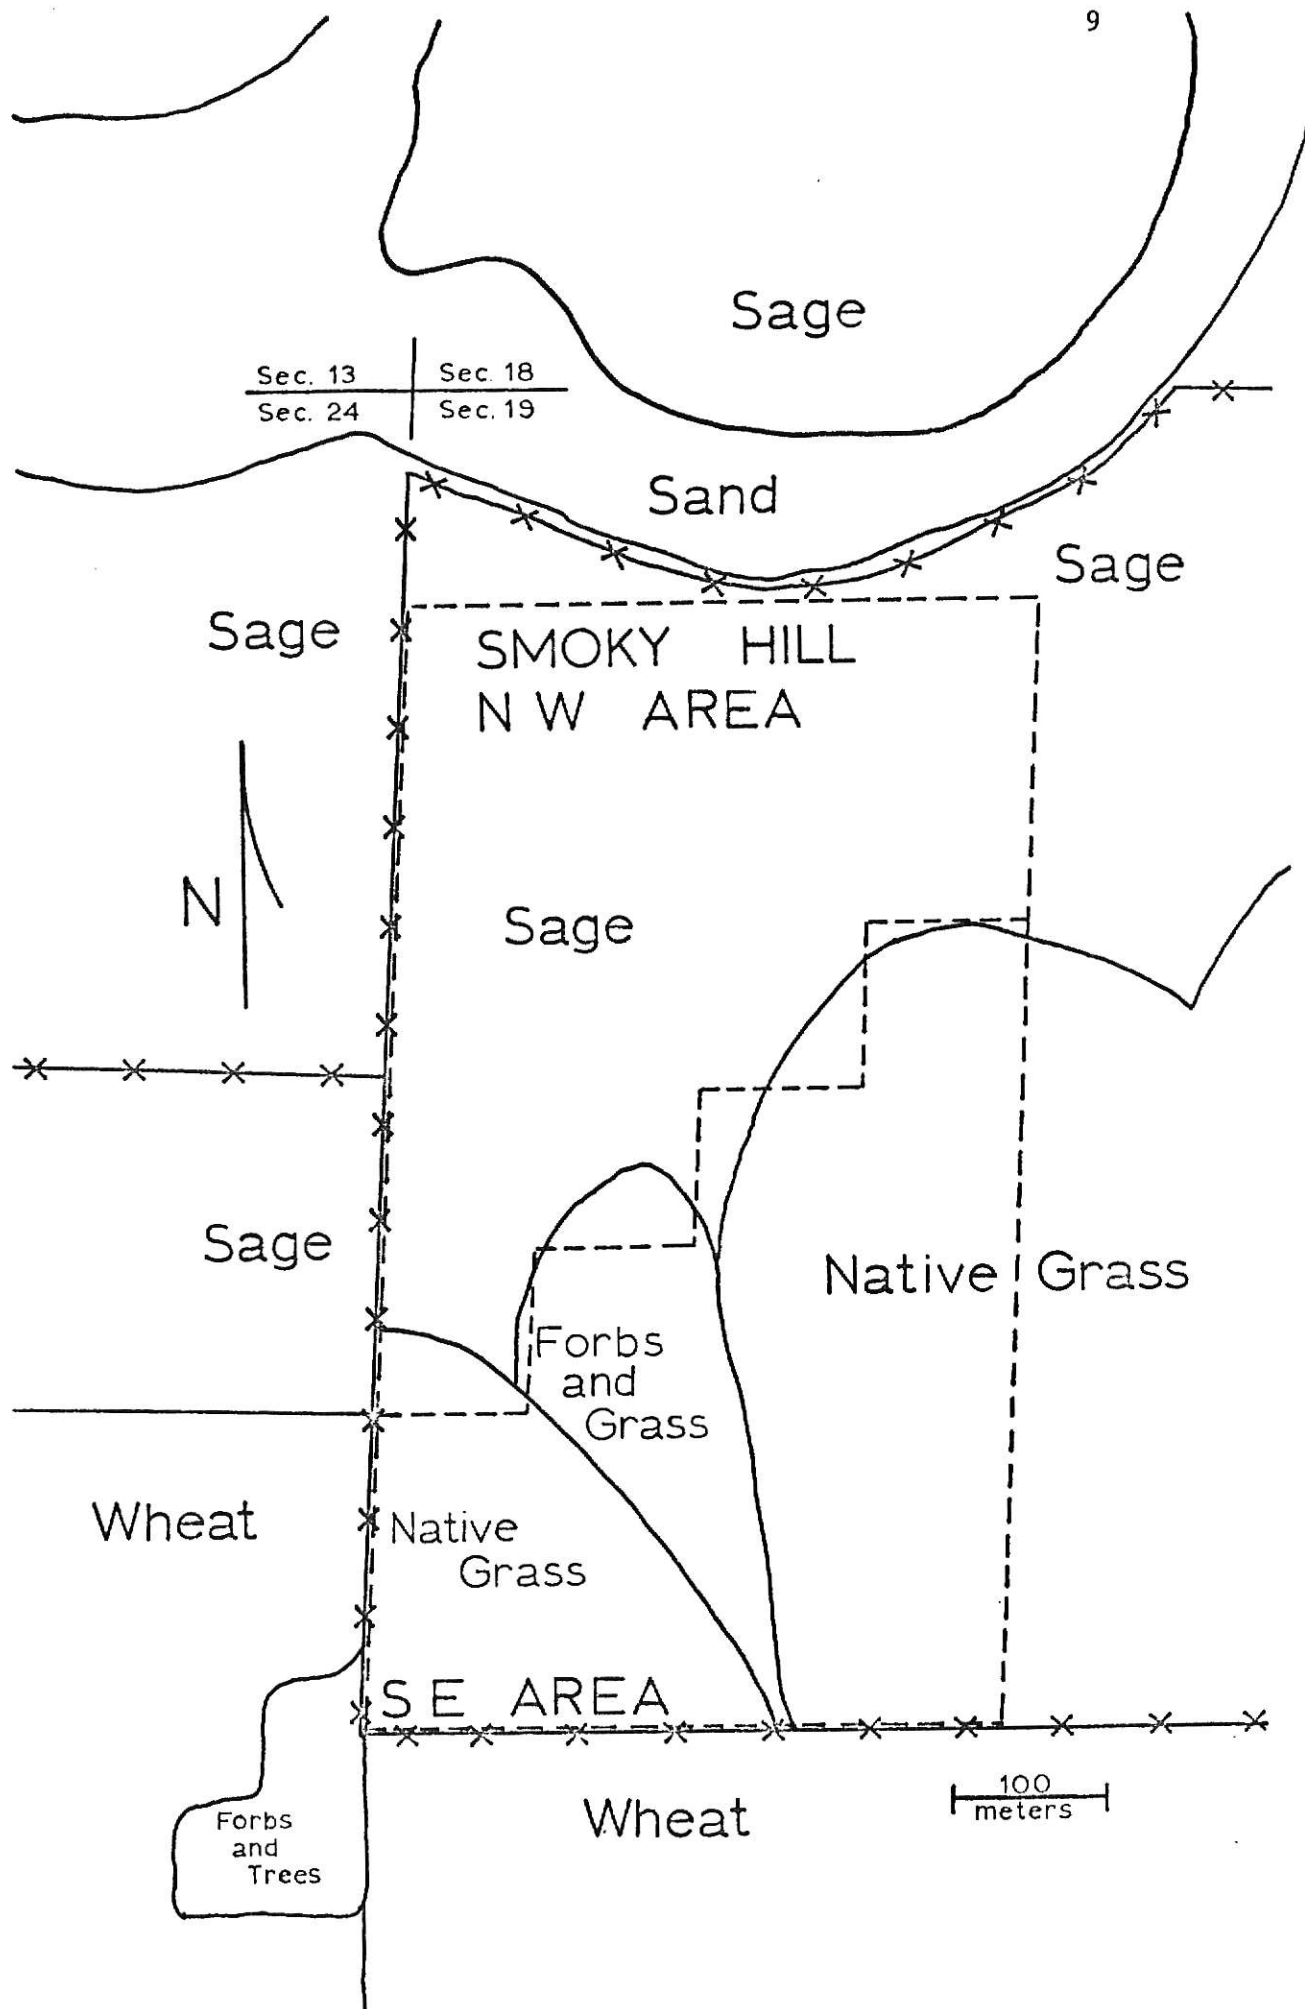 9
Sage
Sec. 13
Sec. 18
Sec. 24
Sec. 19
Sand
Sage
Sage
SMOKY HILL
N W AREA
N
Sage
Sage
Native Grass
Forbs
and
Grass
Wheat
Native
Grass
S E AREA
100
meters
Wheat
Forbs
and
Trees